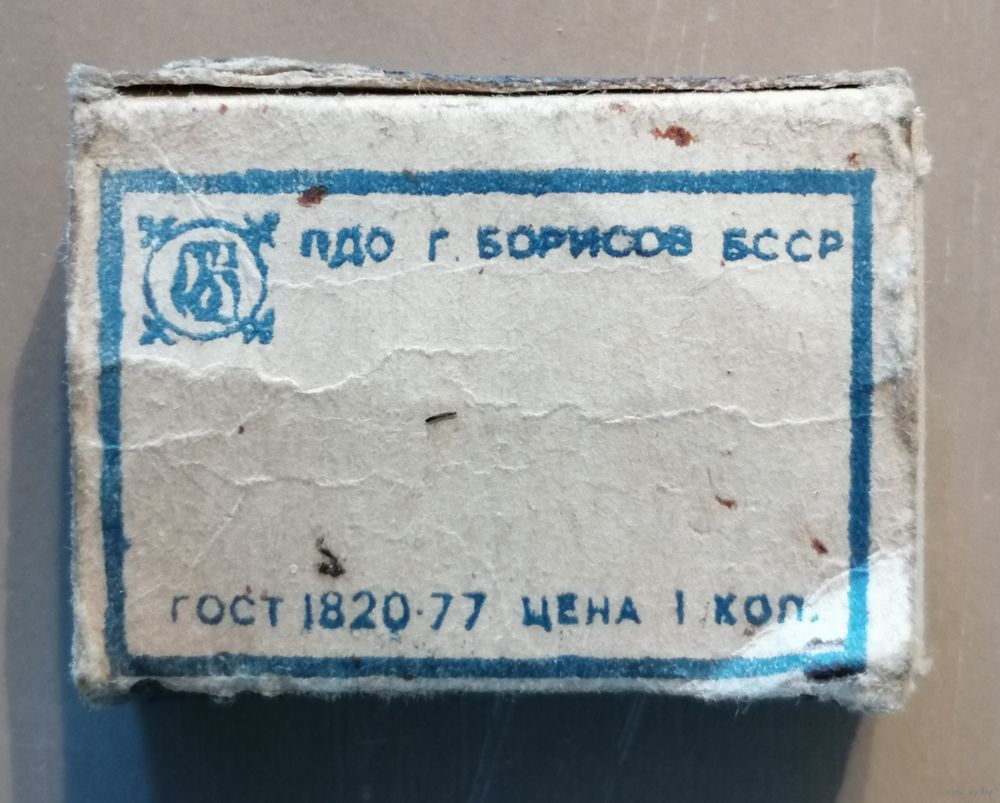 ПДО Г. БОРИСОВ БССР
ГОСТ 1820-77 ЦЕНА 1 КОП.